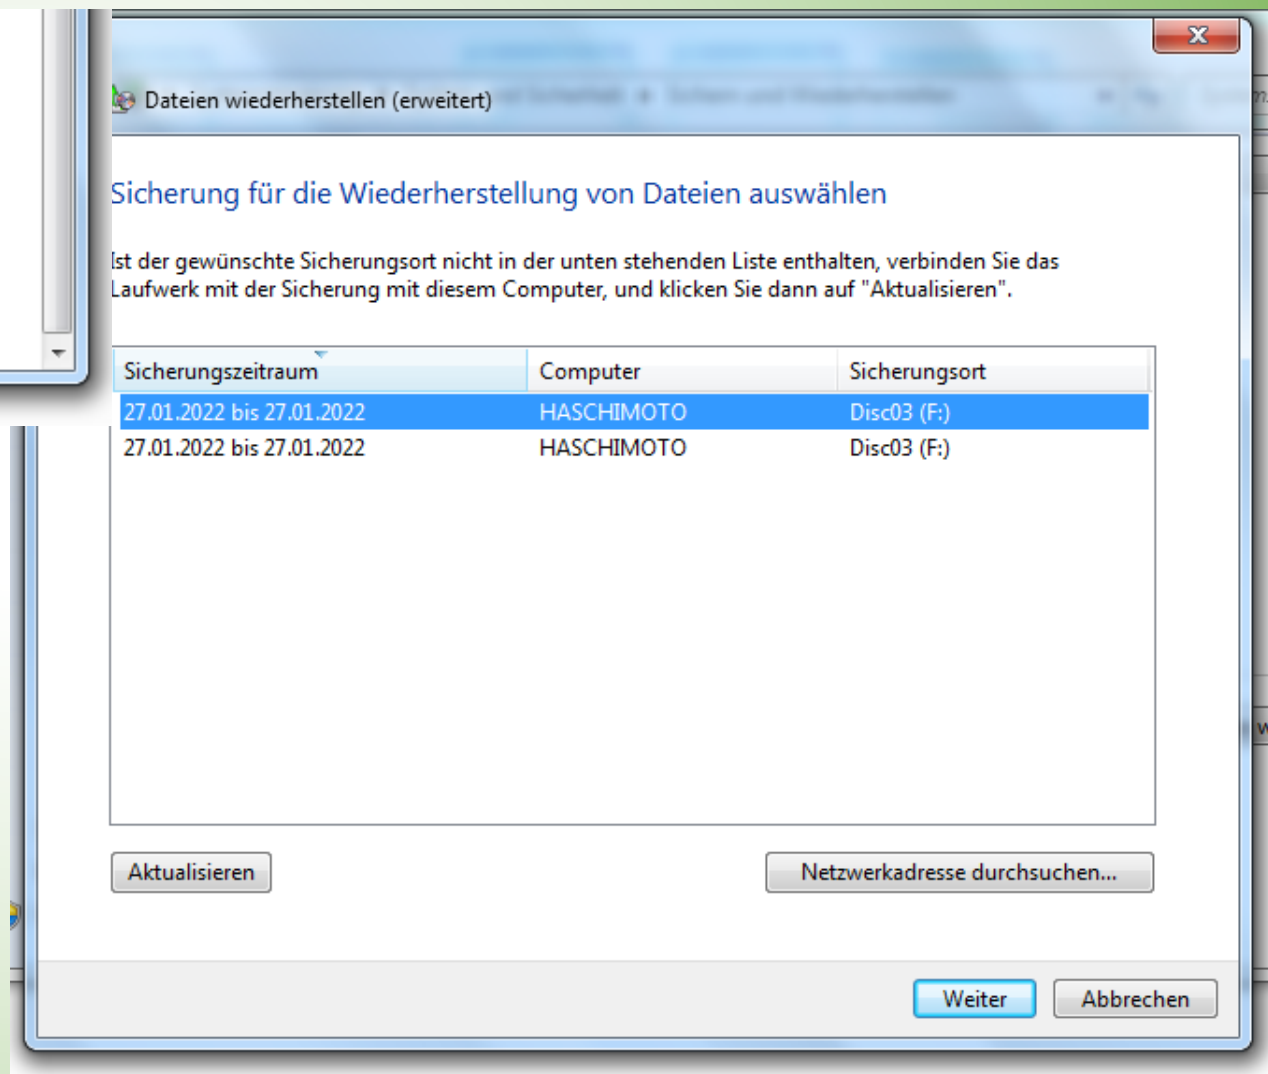 Dateien wiederherstellen (erweitert)
Sicherung für die Wiederherstellung von Dateien auswählen
Ist der gewünschte Sicherungsort nicht in der unten stehenden Liste enthalten, verbinden Sie das
Laufwerk mit der Sicherung mit diesem Computer, und klicken Sie dann auf "Aktualisieren".
Sicherungszeitraum Computer Sicherungsort
27.01.2022 bis 27.01.2022 HASCHIMOTO Disc03 (F:)
27.01.2022 bis 27.01.2022 HASCHIMOTO Disc03 (F:)
Aktualisieren Netzwerkadresse durchsuchen...
Weiter Abbrechen